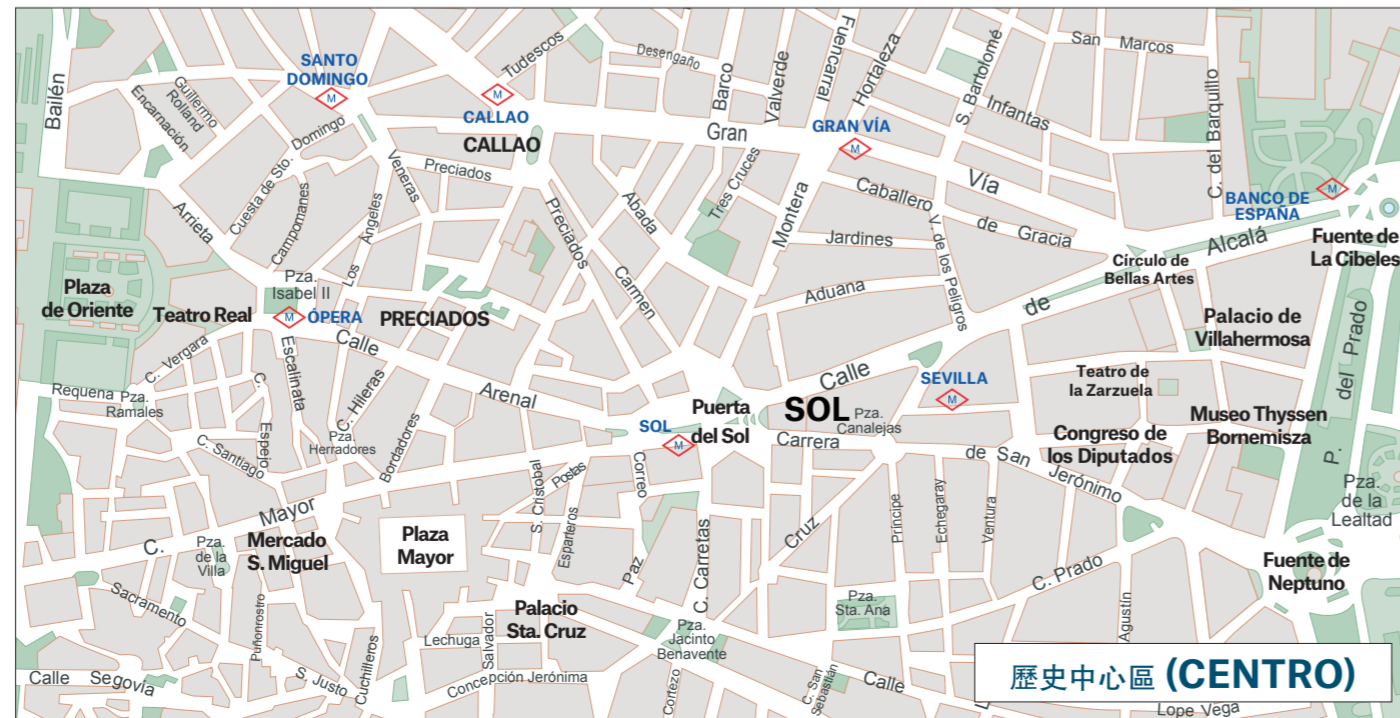 Bailén
SANTO
DOMINGO
M
Tudescos
M
CALLAO
CALLAO
Desengaño
Barco
Valverde
Fuencarral
Hortaleza
S. Bartolomé
San Marcos
Infantas
C. del Barquillo
Guillermo
Rolland
Encarnación
Cuesta de Sto. Domingo
Veneras
Preciados
Gran
Vía
GRAN VÍA
M
Tres Cruces
Montera
Caballero de Gracia
V. de los Peligros
M
BANCO DE
ESPAÑA
Alcalá
Fuente de
La Cibeles
Arrieta
Campomanes
Los Ángeles
Preciados
Abada
Carmen
Jardines
Aduana
Círculo de
Bellas Artes
Plaza
de Oriente
Teatro Real
Pza.
Isabel II
M
ÓPERA
PRECIADOS
de
Palacio de
Villahermosa
P. del Prado
C. Vergara
Escalinata
Calle
Arenal
C. Hileras
Calle
SEVILLA
M
Teatro de
la Zarzuela
Requena
Pza.
Ramales
C. Espejo
C. Santiago
Pza.
Herradores
Bordadores
SOL
M
Puerta
del Sol
SOL
Pza.
Canalejas
Carrera
de San Jerónimo
Museo Thyssen
Bornemisza
Congreso de
los Diputados
Pza.
de la
Lealtad
C.
Mayor
Mercado
S. Miguel
Pza.
de la
Villa
Plaza
Mayor
S. Cristobal
Postas
Correo
Esparteros
Paz
C. Carretas
Cruz
Príncipe
Echegaray
Ventura
C. Prado
Fuente de
Neptuno
Sacramento
Puñonrostro
Palacio
Sta. Cruz
Pza.
Sta. Ana
Agustín
Pza.
Jacinto
Benavente
Lechuga
Salvador
Cuchilleros
S. Justo
Concepción Jerónima
Cortezo
C. San
Sebastián
Calle
Calle Segovia
Lope Vega
歷史中心區 (CENTRO)